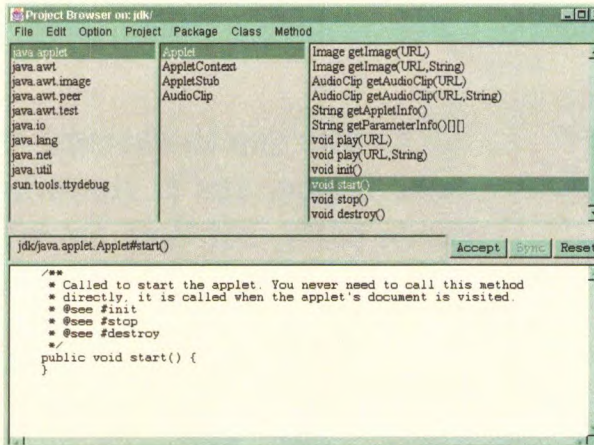 Project Browser on: jdk/
File Edit Option Project Package Class Method
java.applet
java.awt
java.awt.image
java.awt.peer
java.awt.test
java.io
java.lang
java.net
java.util
sun.tools.ttydebug
Applet
AppletContext
AppletStub
AudioClip
Image getImage(URL)
Image getImage(URL,String)
AudioClip getAudioClip(URL)
AudioClip getAudioClip(URL,String)
String getAppletInfo()
String getParameterInfo()[][]
void play(URL)
void play(URL,String)
void init()
void start()
void stop()
void destroy()
jdk/java.applet.Applet#start()
Accept Sync Reset
/**
* Called to start the applet. You never need to call this method
* directly, it is called when the applet's document is visited.
* @see #init
* @see #stop
* @see #destroy
*/
public void start() {
}